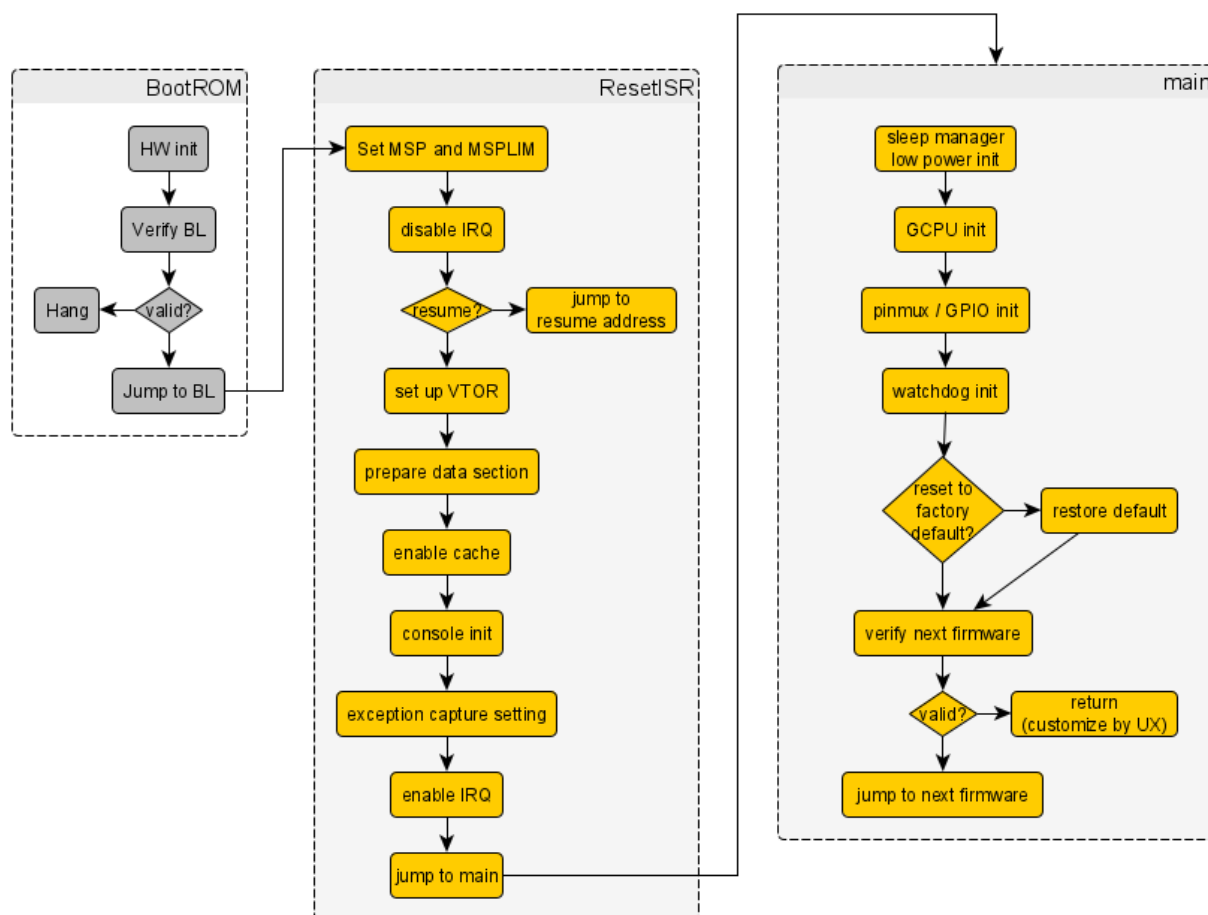 BootROM
HW init
Verify BL
valid?
Hang
Jump to BL
ResetISR
Set MSP and MSPLIM
disable IRQ
resume?
jump to
resume address
set up VTOR
prepare data section
enable cache
console init
exception capture setting
enable IRQ
jump to main
main
sleep manager
low power init
GCPU init
pinmux / GPIO init
watchdog init
reset to
factory
default?
restore default
verify next firmware
valid?
return
(customize by UX)
jump to next firmware